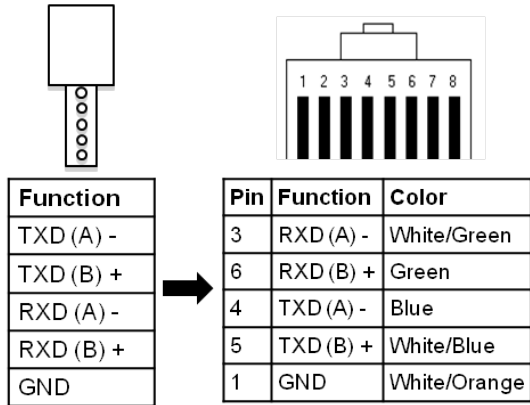 1 2 3 4 5 6 7 8
Function
TXD (A) -
TXD (B) +
RXD (A) -
RXD (B) +
GND
Pin Function Color
3 RXD (A) - White/Green
6 RXD (B) + Green
4 TXD (A) - Blue
5 TXD (B) + White/Blue
1 GND White/Orange